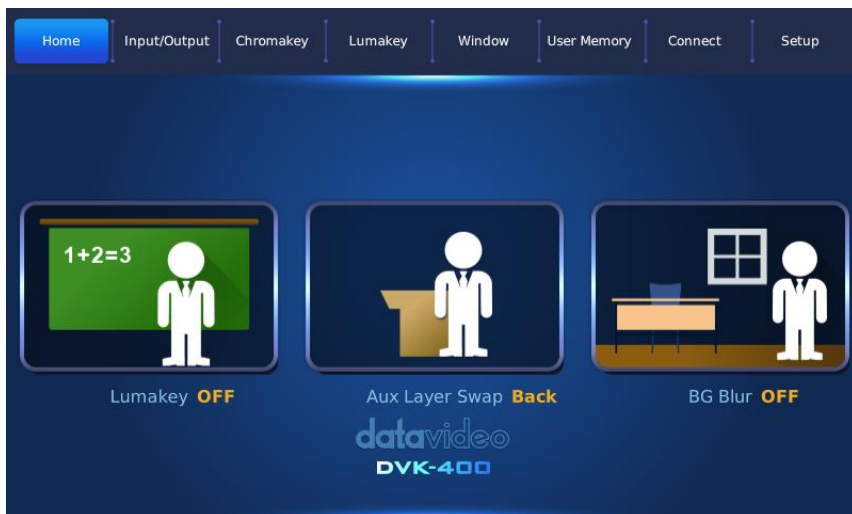 Home Input/Output Chromakey Lumakey Window User Memory Connect Setup
1+2=3
Lumakey OFF Aux Layer Swap Back BG Blur OFF
datavideo
DVK-400